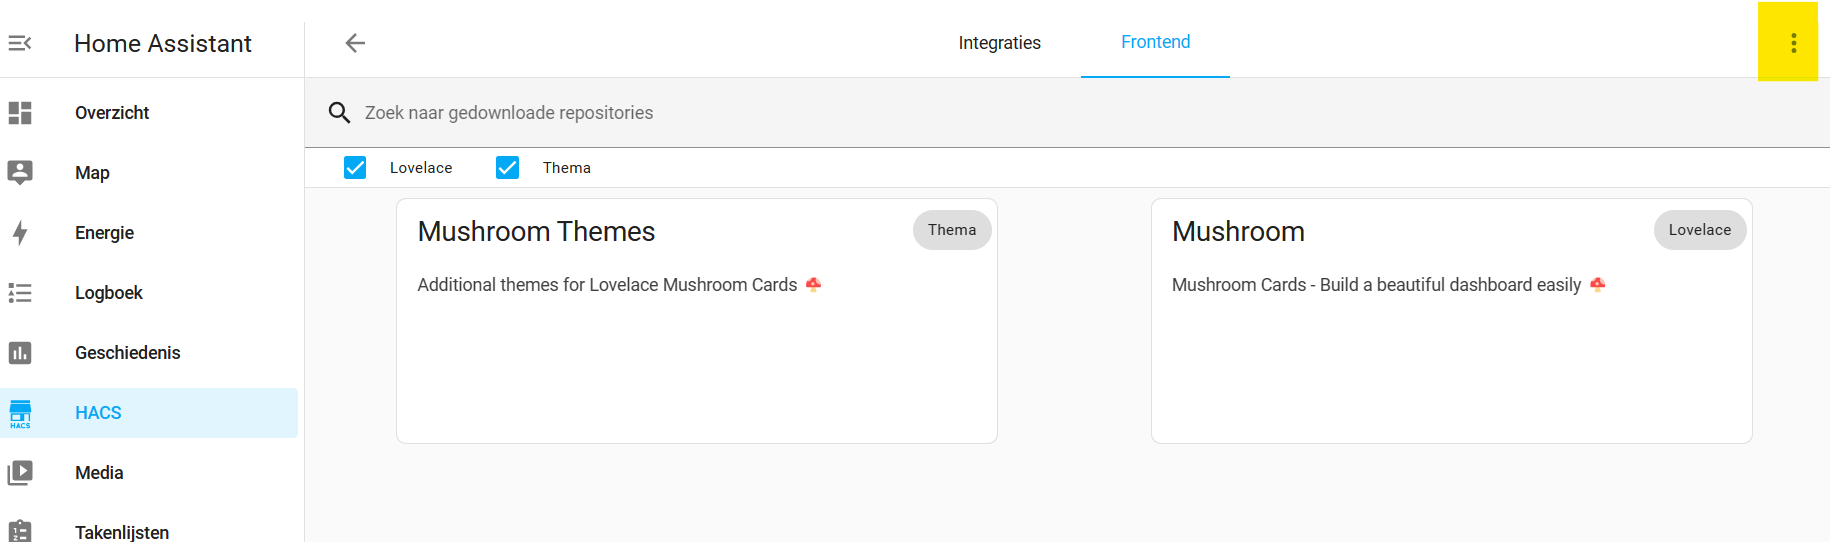 Home Assistant
Integraties
Frontend
Overzicht
Zoek naar gedownloade repositories
Map
Lovelace
Thema
Energie
Mushroom Themes
Thema
Additional themes for Lovelace Mushroom Cards
Mushroom
Lovelace
Mushroom Cards - Build a beautiful dashboard easily
Logboek
Geschiedenis
HACS
HACS
Media
Takenlijsten